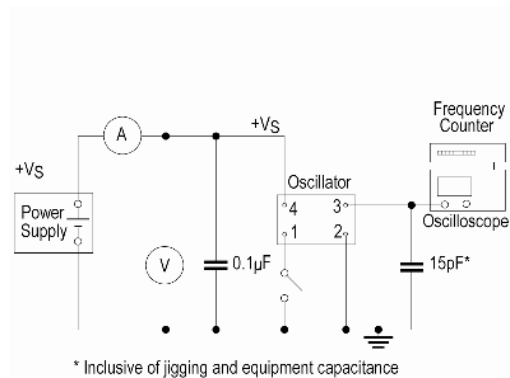 Frequency
Counter
A
+VS
+VS
Oscillator
Power
Supply
4 3
1 2
Oscilloscope
V
0.1µF
15pF*
* Inclusive of jigging and equipment capacitance